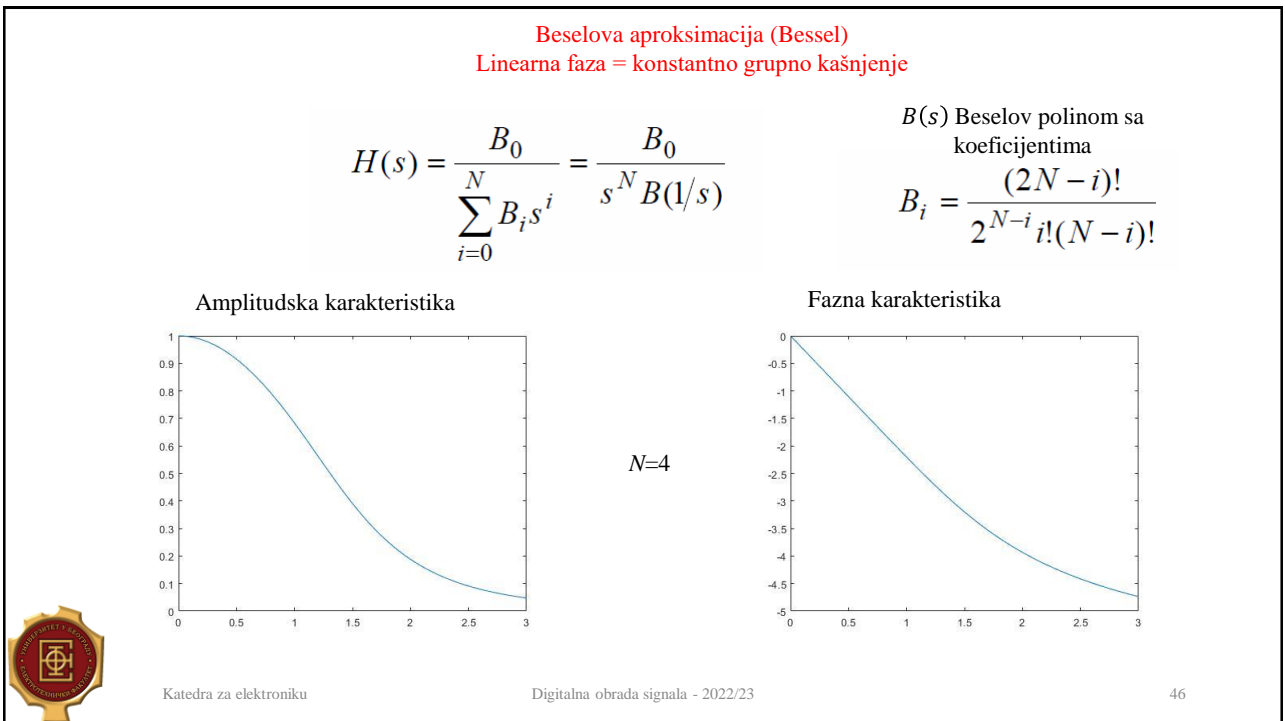 Beselova aproksimacija (Bessel)
Linearna faza = konstantno grupno kašnjenje
H(s) = B_0 / ∑_{i=0}^{N} B_i s^i = B_0 / (s^N B(1/s))
B(s) Beselov polinom sa
koeficijentima
B_i = (2N − i)! / (2^{N−i} i!(N − i)!)
Amplitudska karakteristika
1
0.9
0.8
0.7
0.6
0.5
0.4
0.3
0.2
0.1
0
0 0.5 1 1.5 2 2.5 3
N=4
Fazna karakteristika
0
-0.5
-1
-1.5
-2
-2.5
-3
-3.5
-4
-4.5
-5
0 0.5 1 1.5 2 2.5 3
УНИВЕРЗИТЕТ У БЕОГРАДУ
ЕЛЕКТРОТЕХНИЧКИ ФАКУЛТЕТ
Katedra za elektroniku Digitalna obrada signala - 2022/23 46